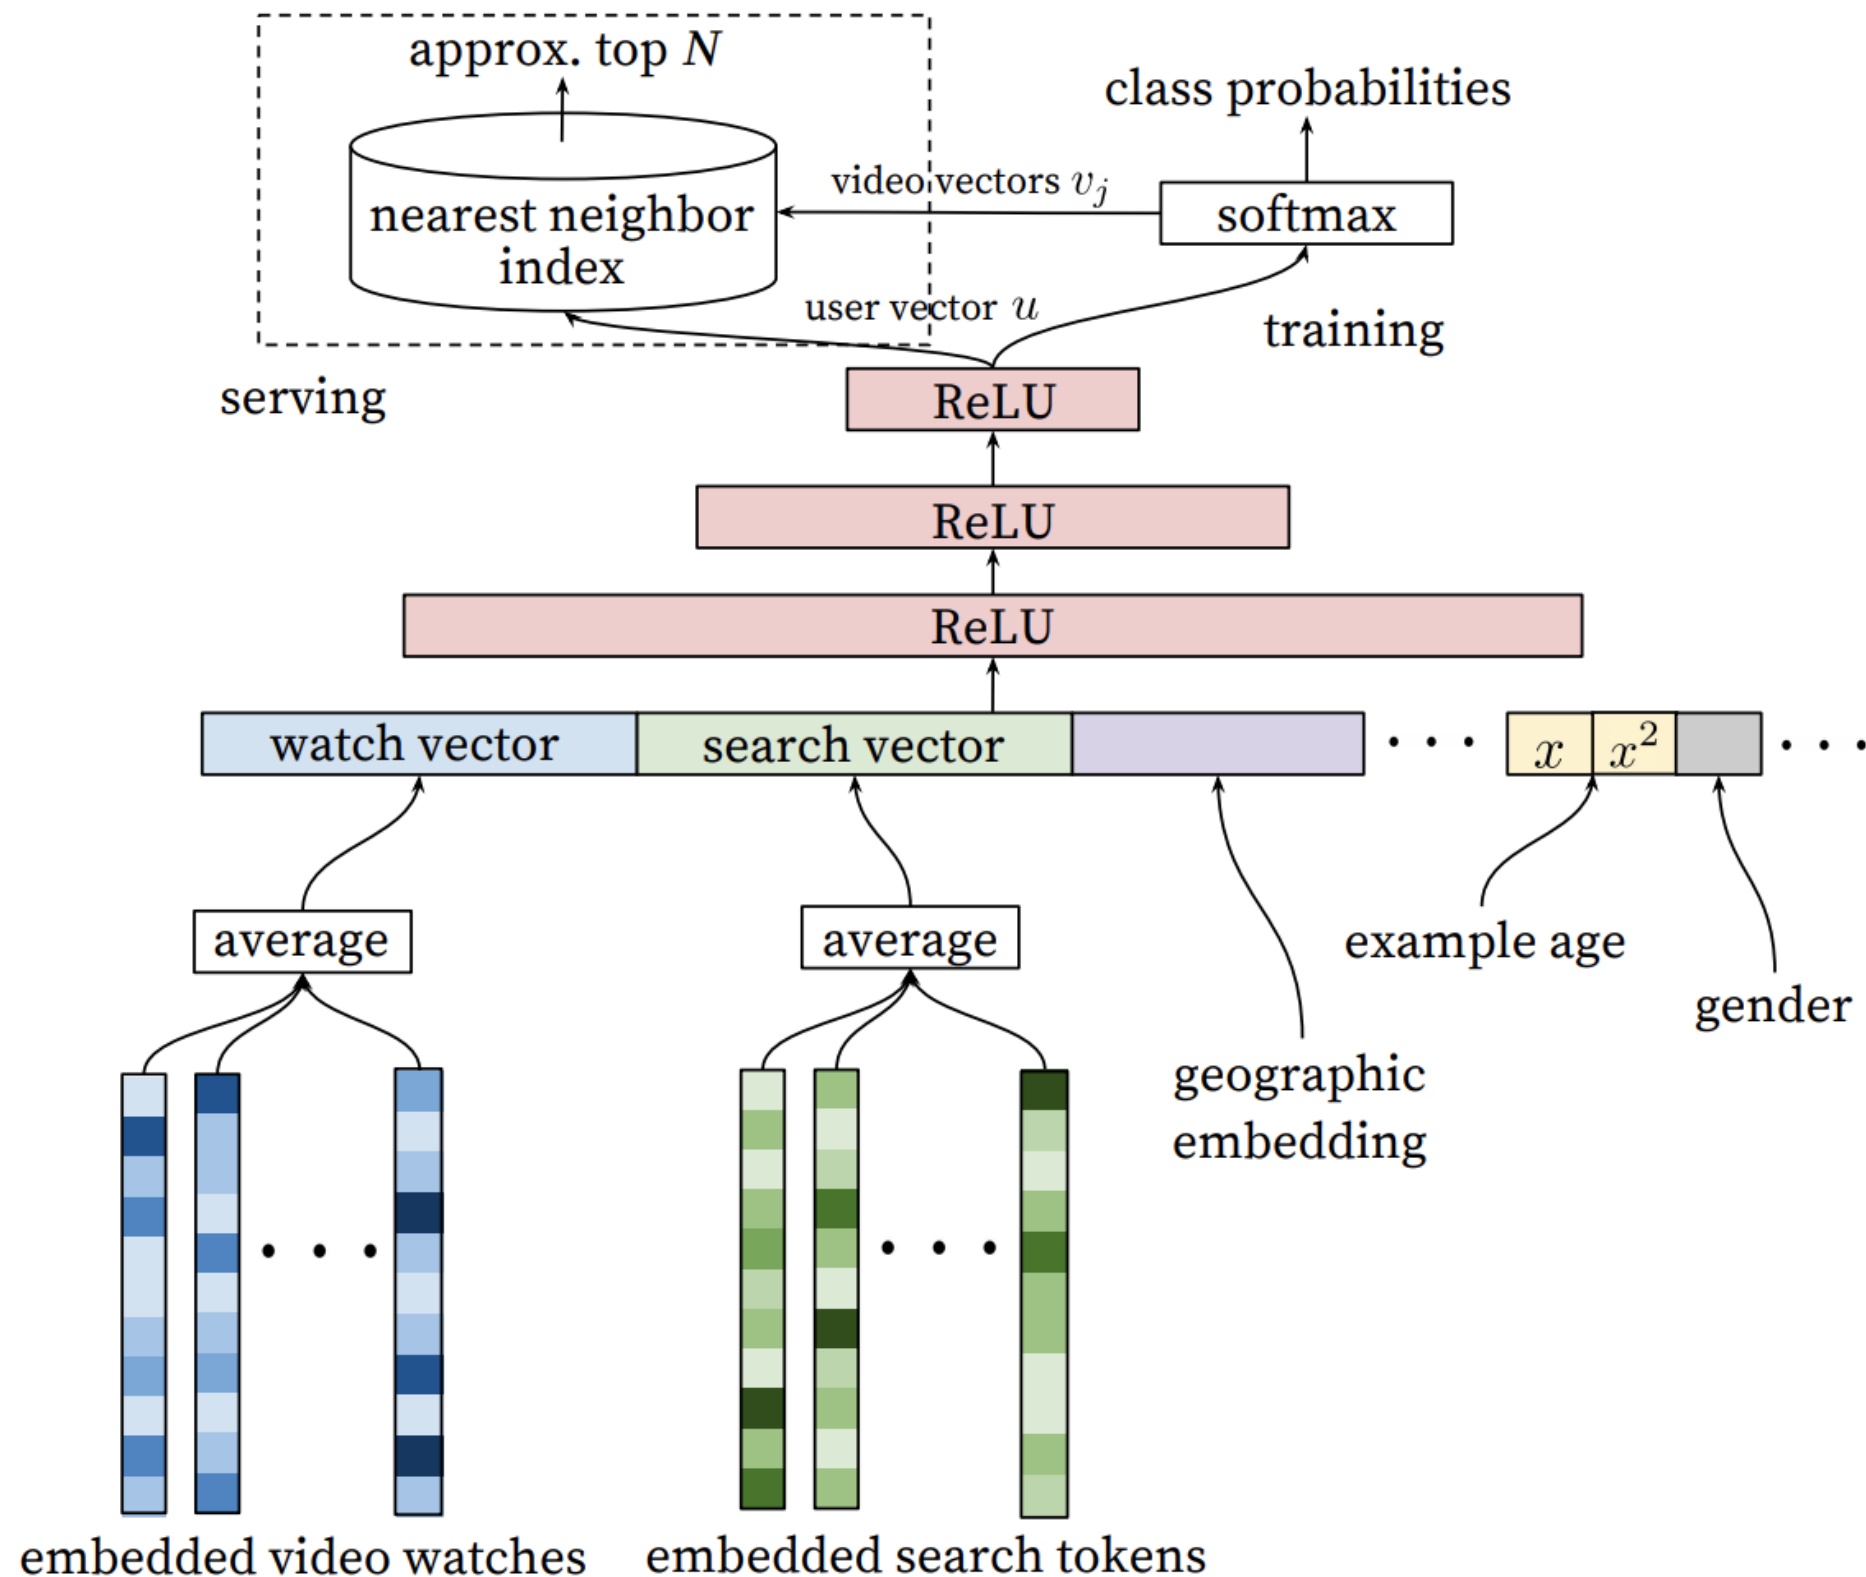 approx. top N
class probabilities
video vectors v_j
nearest neighbor
index
softmax
user vector u
training
serving
ReLU
ReLU
ReLU
watch vector
search vector
. . .
x
x²
. . .
average
average
example age
gender
geographic
embedding
. . .
. . .
embedded video watches
embedded search tokens